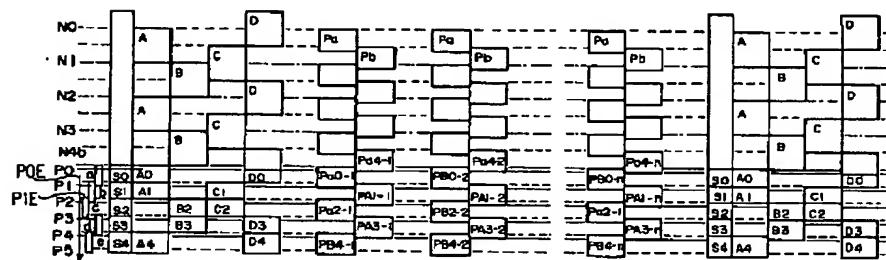 N0 D D
A Pa Pa Pa A
N1 C Pb Pb Pb C
B B
N2 D D
A A
N3 C C
B B
N4b Pa4-1 Pa4-2 Pa4-n
P0 S0 A0 D0 Pa0-1 PB0-2 PB0-n S0 A0 D0
P0E a
P1 S1 A1 C1 PA1-1 PA1-2 PA1-n S1 A1 C1
P1E b
P2 S2 B2 C2 Pa2-1 PB2-2 Pa2-1 S2 B2 C2
c
P3 S3 B3 D3 PA3-1 PA3-2 PA3-n S3 B3 D3
d
P4 S4 A4 D4 PB4-1 PB4-2 PB4-n S4 A4 D4
e
P5